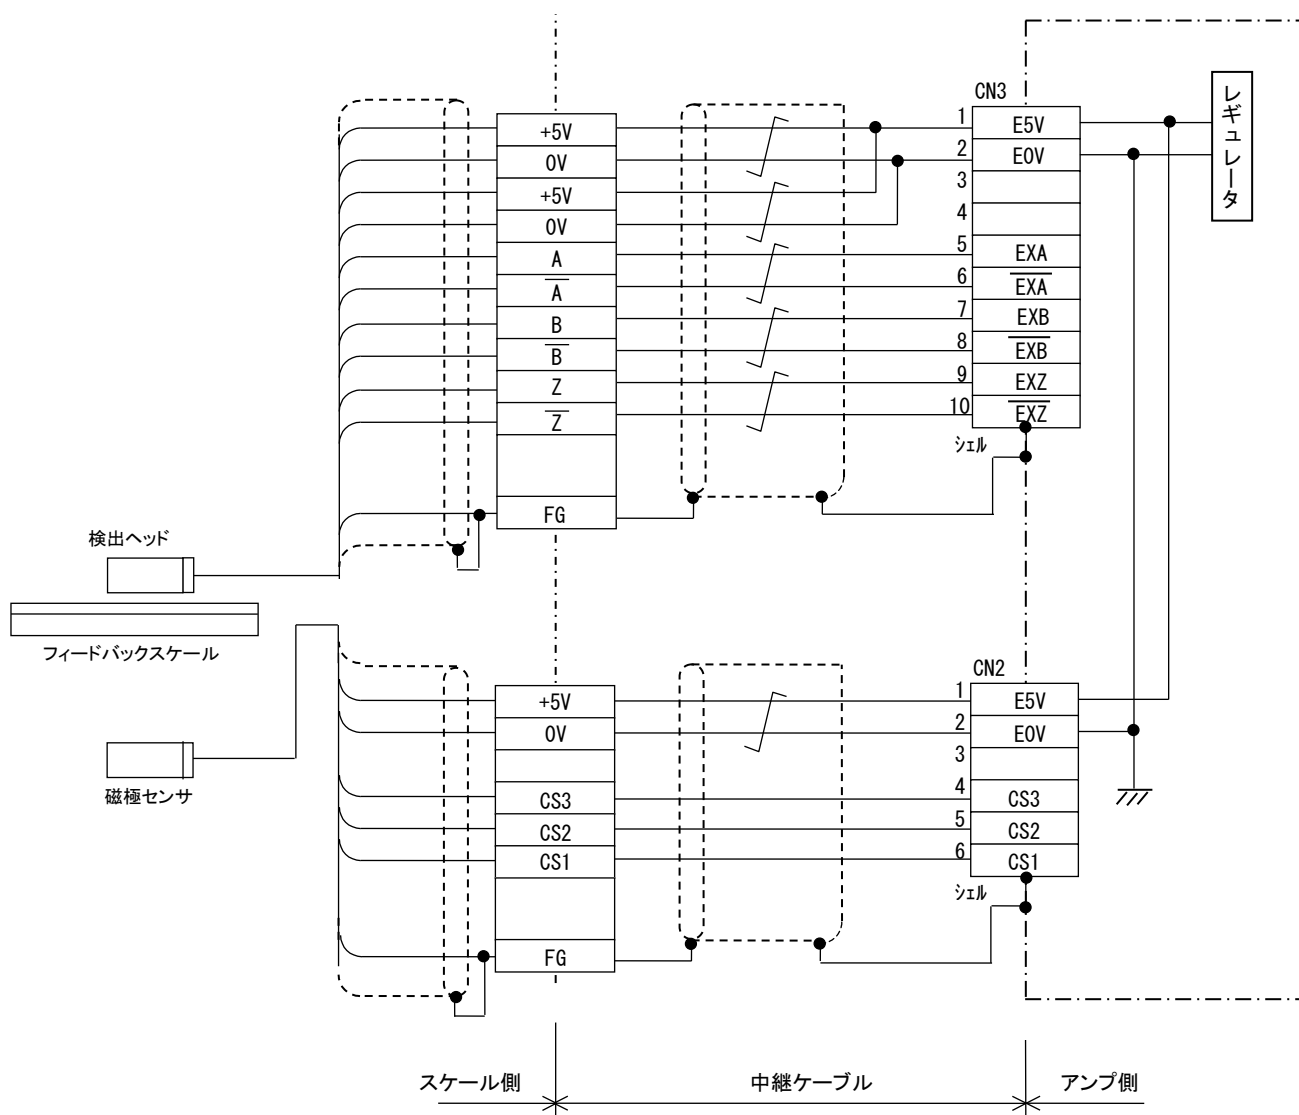 CN3
レギュレータ
+5V 1 E5V
0V 2 E0V
+5V 3
0V 4
A 5 EXA
A̅ 6 E̅X̅A̅
B 7 EXB
B̅ 8 E̅X̅B̅
Z 9 EXZ
Z̅ 10 E̅X̅Z̅
シェル
FG
検出ヘッド
フィードバックスケール
CN2
+5V 1 E5V
0V 2 E0V
3
CS3 4 CS3
CS2 5 CS2
CS1 6 CS1
磁極センサ
シェル
FG
スケール側 中継ケーブル アンプ側